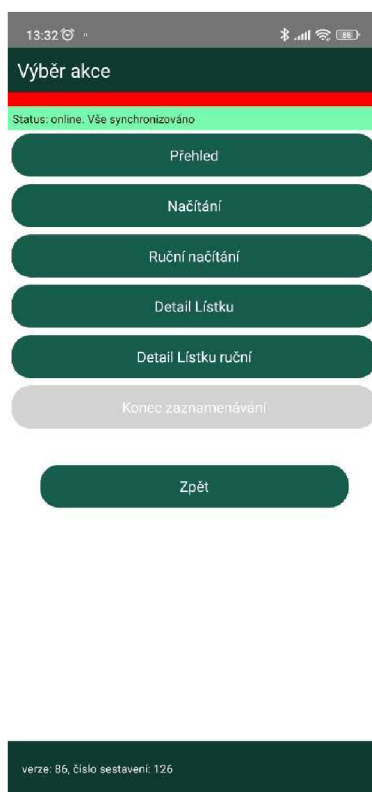 13:32
88
Výběr akce
Status: online. Vše synchronizováno
Přehled
Načítání
Ruční načítání
Detail Lístku
Detail Lístku ruční
Konec zaznamenávání
Zpět
verze: 86, číslo sestavení: 126